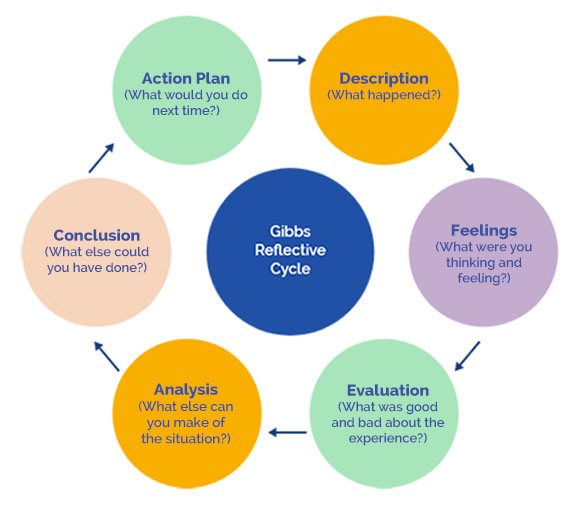 Action Plan
(What would you do
next time?)
Description
(What happened?)
Feelings
(What were you
thinking and
feeling?)
Evaluation
(What was good
and bad about the
experience?)
Analysis
(What else can
you make of
the situation?)
Conclusion
(What else could
you have done?)
Gibbs
Reflective
Cycle